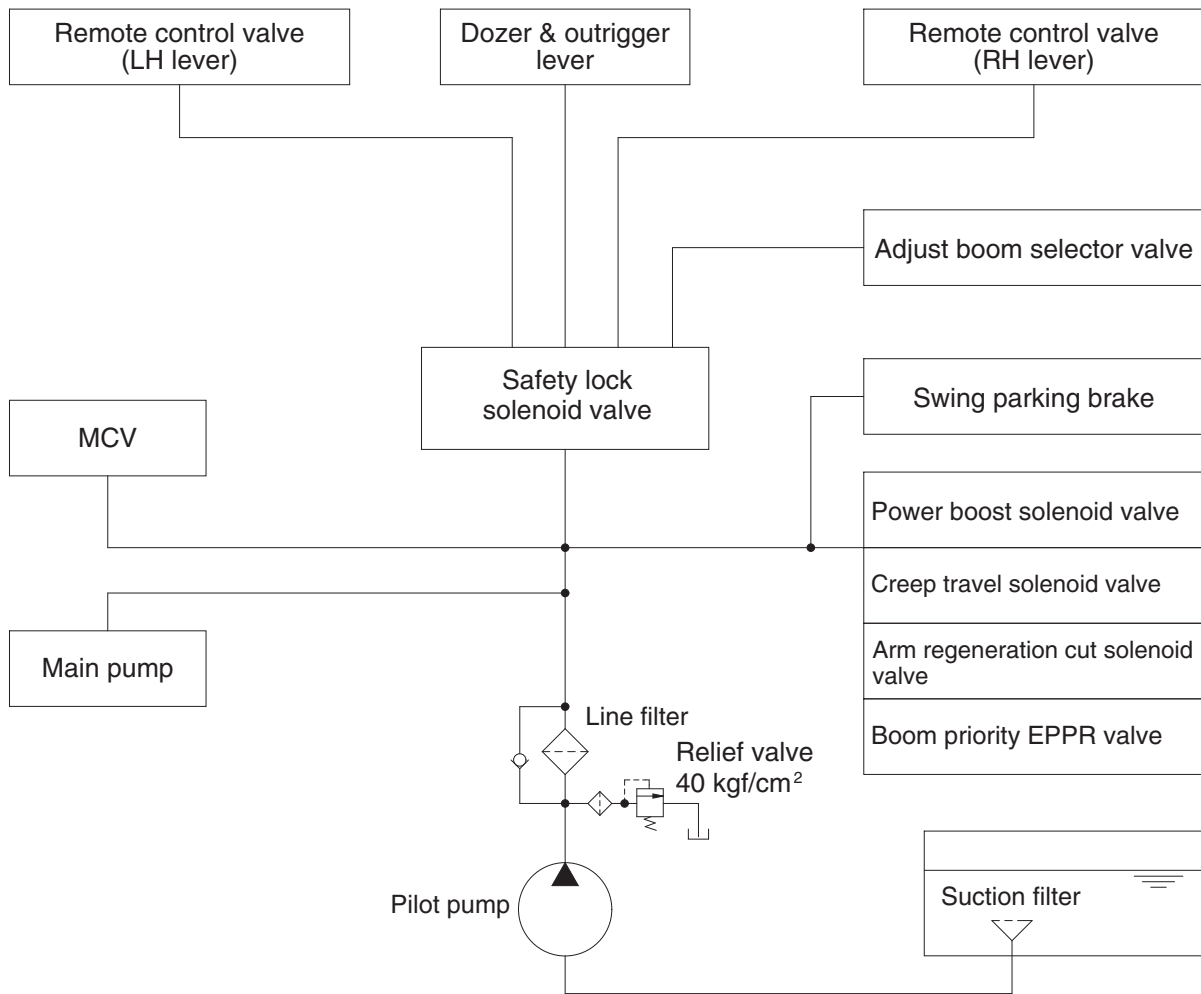 Remote control valve
(LH lever)
Dozer & outrigger
lever
Remote control valve
(RH lever)
Adjust boom selector valve
Safety lock
solenoid valve
Swing parking brake
MCV
Power boost solenoid valve
Creep travel solenoid valve
Main pump
Arm regeneration cut solenoid
valve
Line filter
Boom priority EPPR valve
Relief valve
40 kgf/cm²
Pilot pump
Suction filter